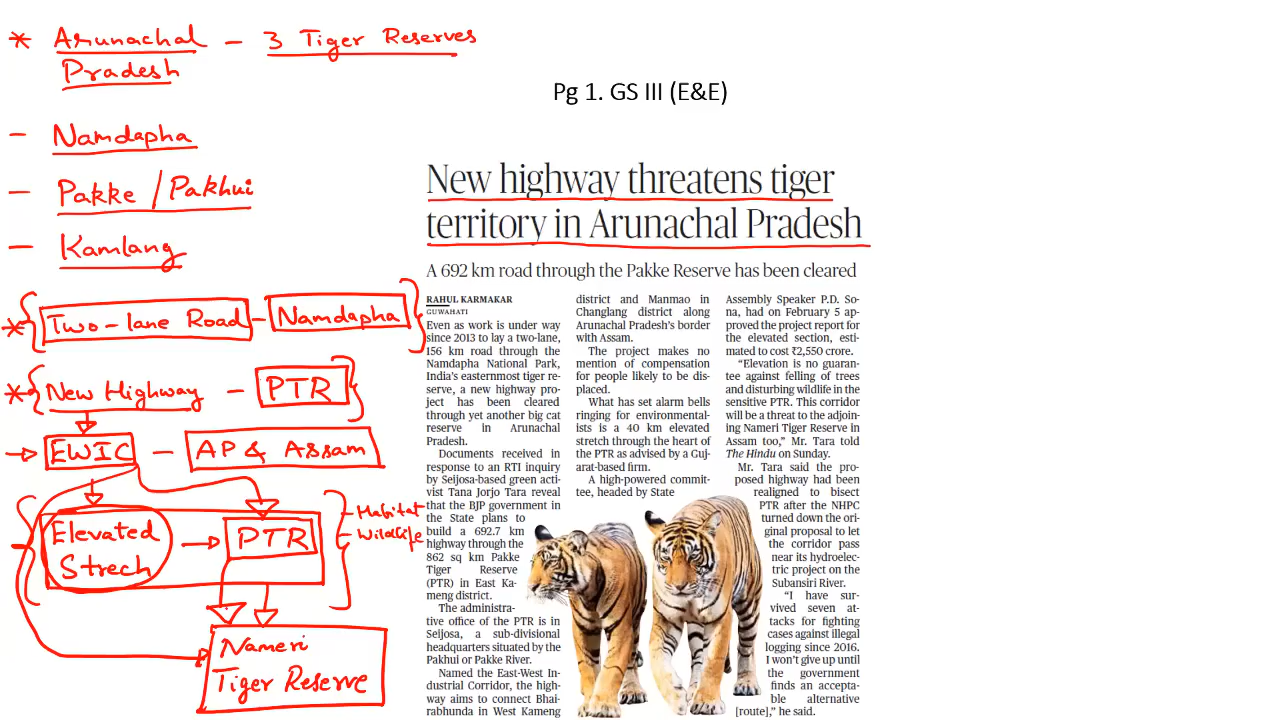 * Arunachal - 3 Tiger Reserves
Pradesh
- Namdapha
- Pakke / Pakhui
- Kamlang
* Two-lane Road - Namdapha
* New Highway - PTR
EWIC - AP & Assam
Elevated
Strech
PTR
- Habitat
- Wildlife
Nameri
Tiger Reserve
Pg 1. GS III (E&E)
New highway threatens tiger
territory in Arunachal Pradesh
A 692 km road through the Pakke Reserve has been cleared
RAHUL KARMAKAR
GUWAHATI
Even as work is under way
since 2013 to lay a two-lane,
156 km road through the
Namdapha National Park,
India's easternmost tiger re-
serve, a new highway pro-
ject has been cleared
through yet another big cat
reserve in Arunachal
Pradesh.
Documents received in
response to an RTI inquiry
by Seijosa-based green acti-
vist Tana Jorjo Tara reveal
that the BJP government in
the State plans to
build a 692.7 km
highway through the
862 sq km Pakke
Tiger Reserve
(PTR) in East Ka-
meng district.
The administra-
tive office of the PTR is in
Seijosa, a sub-divisional
headquarters situated by the
Pakhui or Pakke River.
Named the East-West In-
dustrial Corridor, the high-
way aims to connect Bhai-
rabhunda in West Kameng
district and Manmao in
Changlang district along
Arunachal Pradesh's border
with Assam.
The project makes no
mention of compensation
for people likely to be dis-
placed.
What has set alarm bells
ringing for environmental-
ists is a 40 km elevated
stretch through the heart of
the PTR as advised by a Guj-
arat-based firm.
A high-powered commit-
tee, headed by State
Assembly Speaker P.D. So-
na, had on February 5 ap-
proved the project report for
the elevated section, esti-
mated to cost ₹2,550 crore.
"Elevation is no guaran-
tee against felling of trees
and disturbing wildlife in the
sensitive PTR. This corridor
will be a threat to the adjoin-
ing Nameri Tiger Reserve in
Assam too," Mr. Tara told
The Hindu on Sunday.
Mr. Tara said the pro-
posed highway had been
realigned to bisect
PTR after the NHPC
turned down the ori-
ginal proposal to let
the corridor pass
near its hydroelec-
tric project on the
Subansiri River.
"I have sur-
vived seven at-
tacks for fighting
cases against illegal
logging since 2016.
I won't give up until
the government
finds an accepta-
ble alternative
[route]," he said.